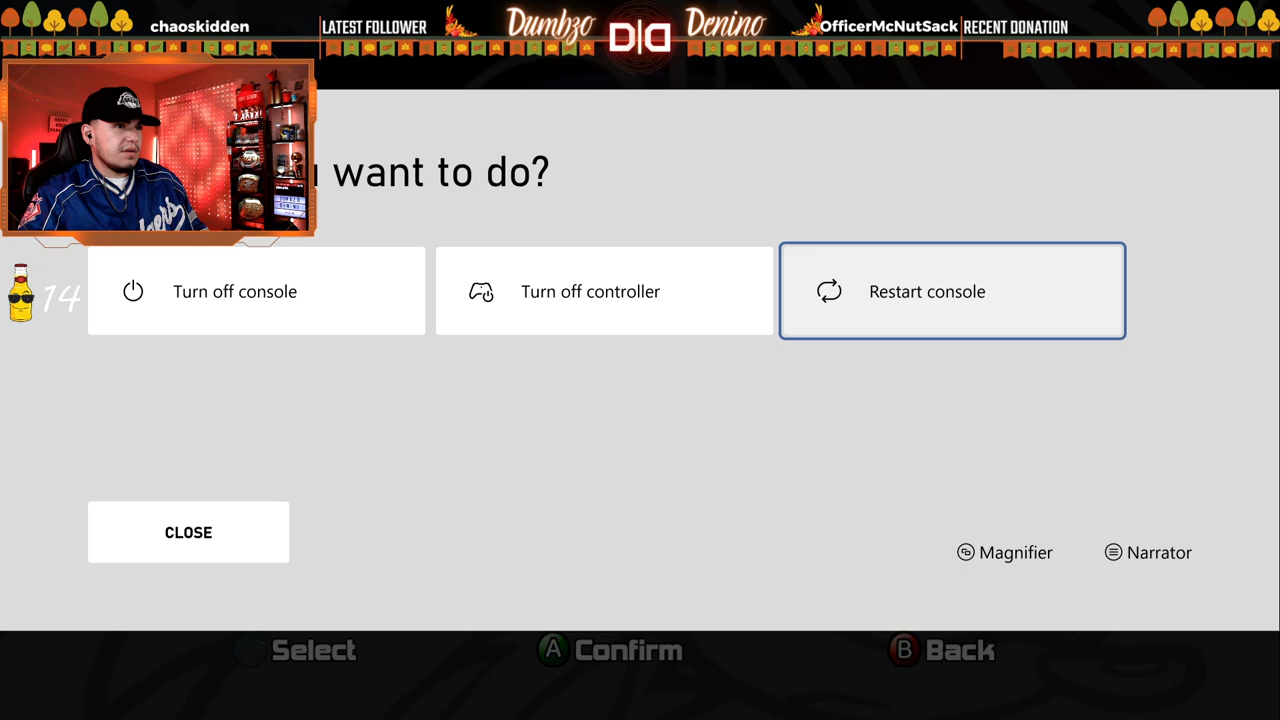 chaoskidden
LATEST FOLLOWER
Dumbzo
D|D
Denino
OfficerMcNutSack
RECENT DONATION
want to do?
14
Turn off console
Turn off controller
Restart console
CLOSE
Magnifier
Narrator
Select
A Confirm
B Back